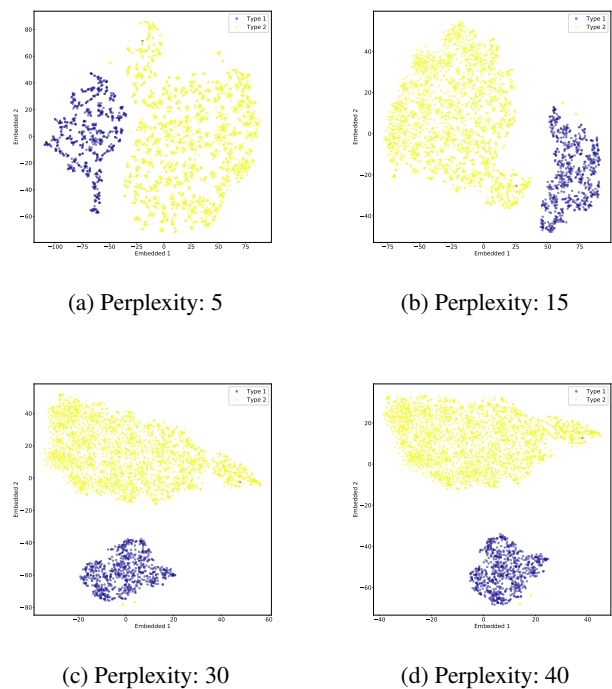 Type 1
Type 2
80
60
40
20
0
−20
−40
−60
Embedded 2
−100
−75
−50
−25
0
25
50
75
Embedded 1
(a) Perplexity: 5
Type 1
Type 2
40
20
0
−20
−40
Embedded 2
−75
−50
−25
0
25
50
75
Embedded 1
(b) Perplexity: 15
Type 1
Type 2
40
20
0
−20
−40
−60
−80
Embedded 2
−20
0
20
40
60
Embedded 1
(c) Perplexity: 30
Type 1
Type 2
20
0
−20
−40
−60
Embedded 2
−20
0
20
40
Embedded 1
(d) Perplexity: 40